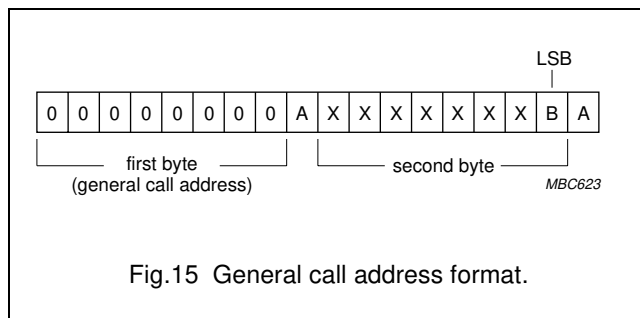 LSB
0 0 0 0 0 0 0 0 A X X X X X X X B A
first byte
(general call address)
second byte
MBC623
Fig.15 General call address format.